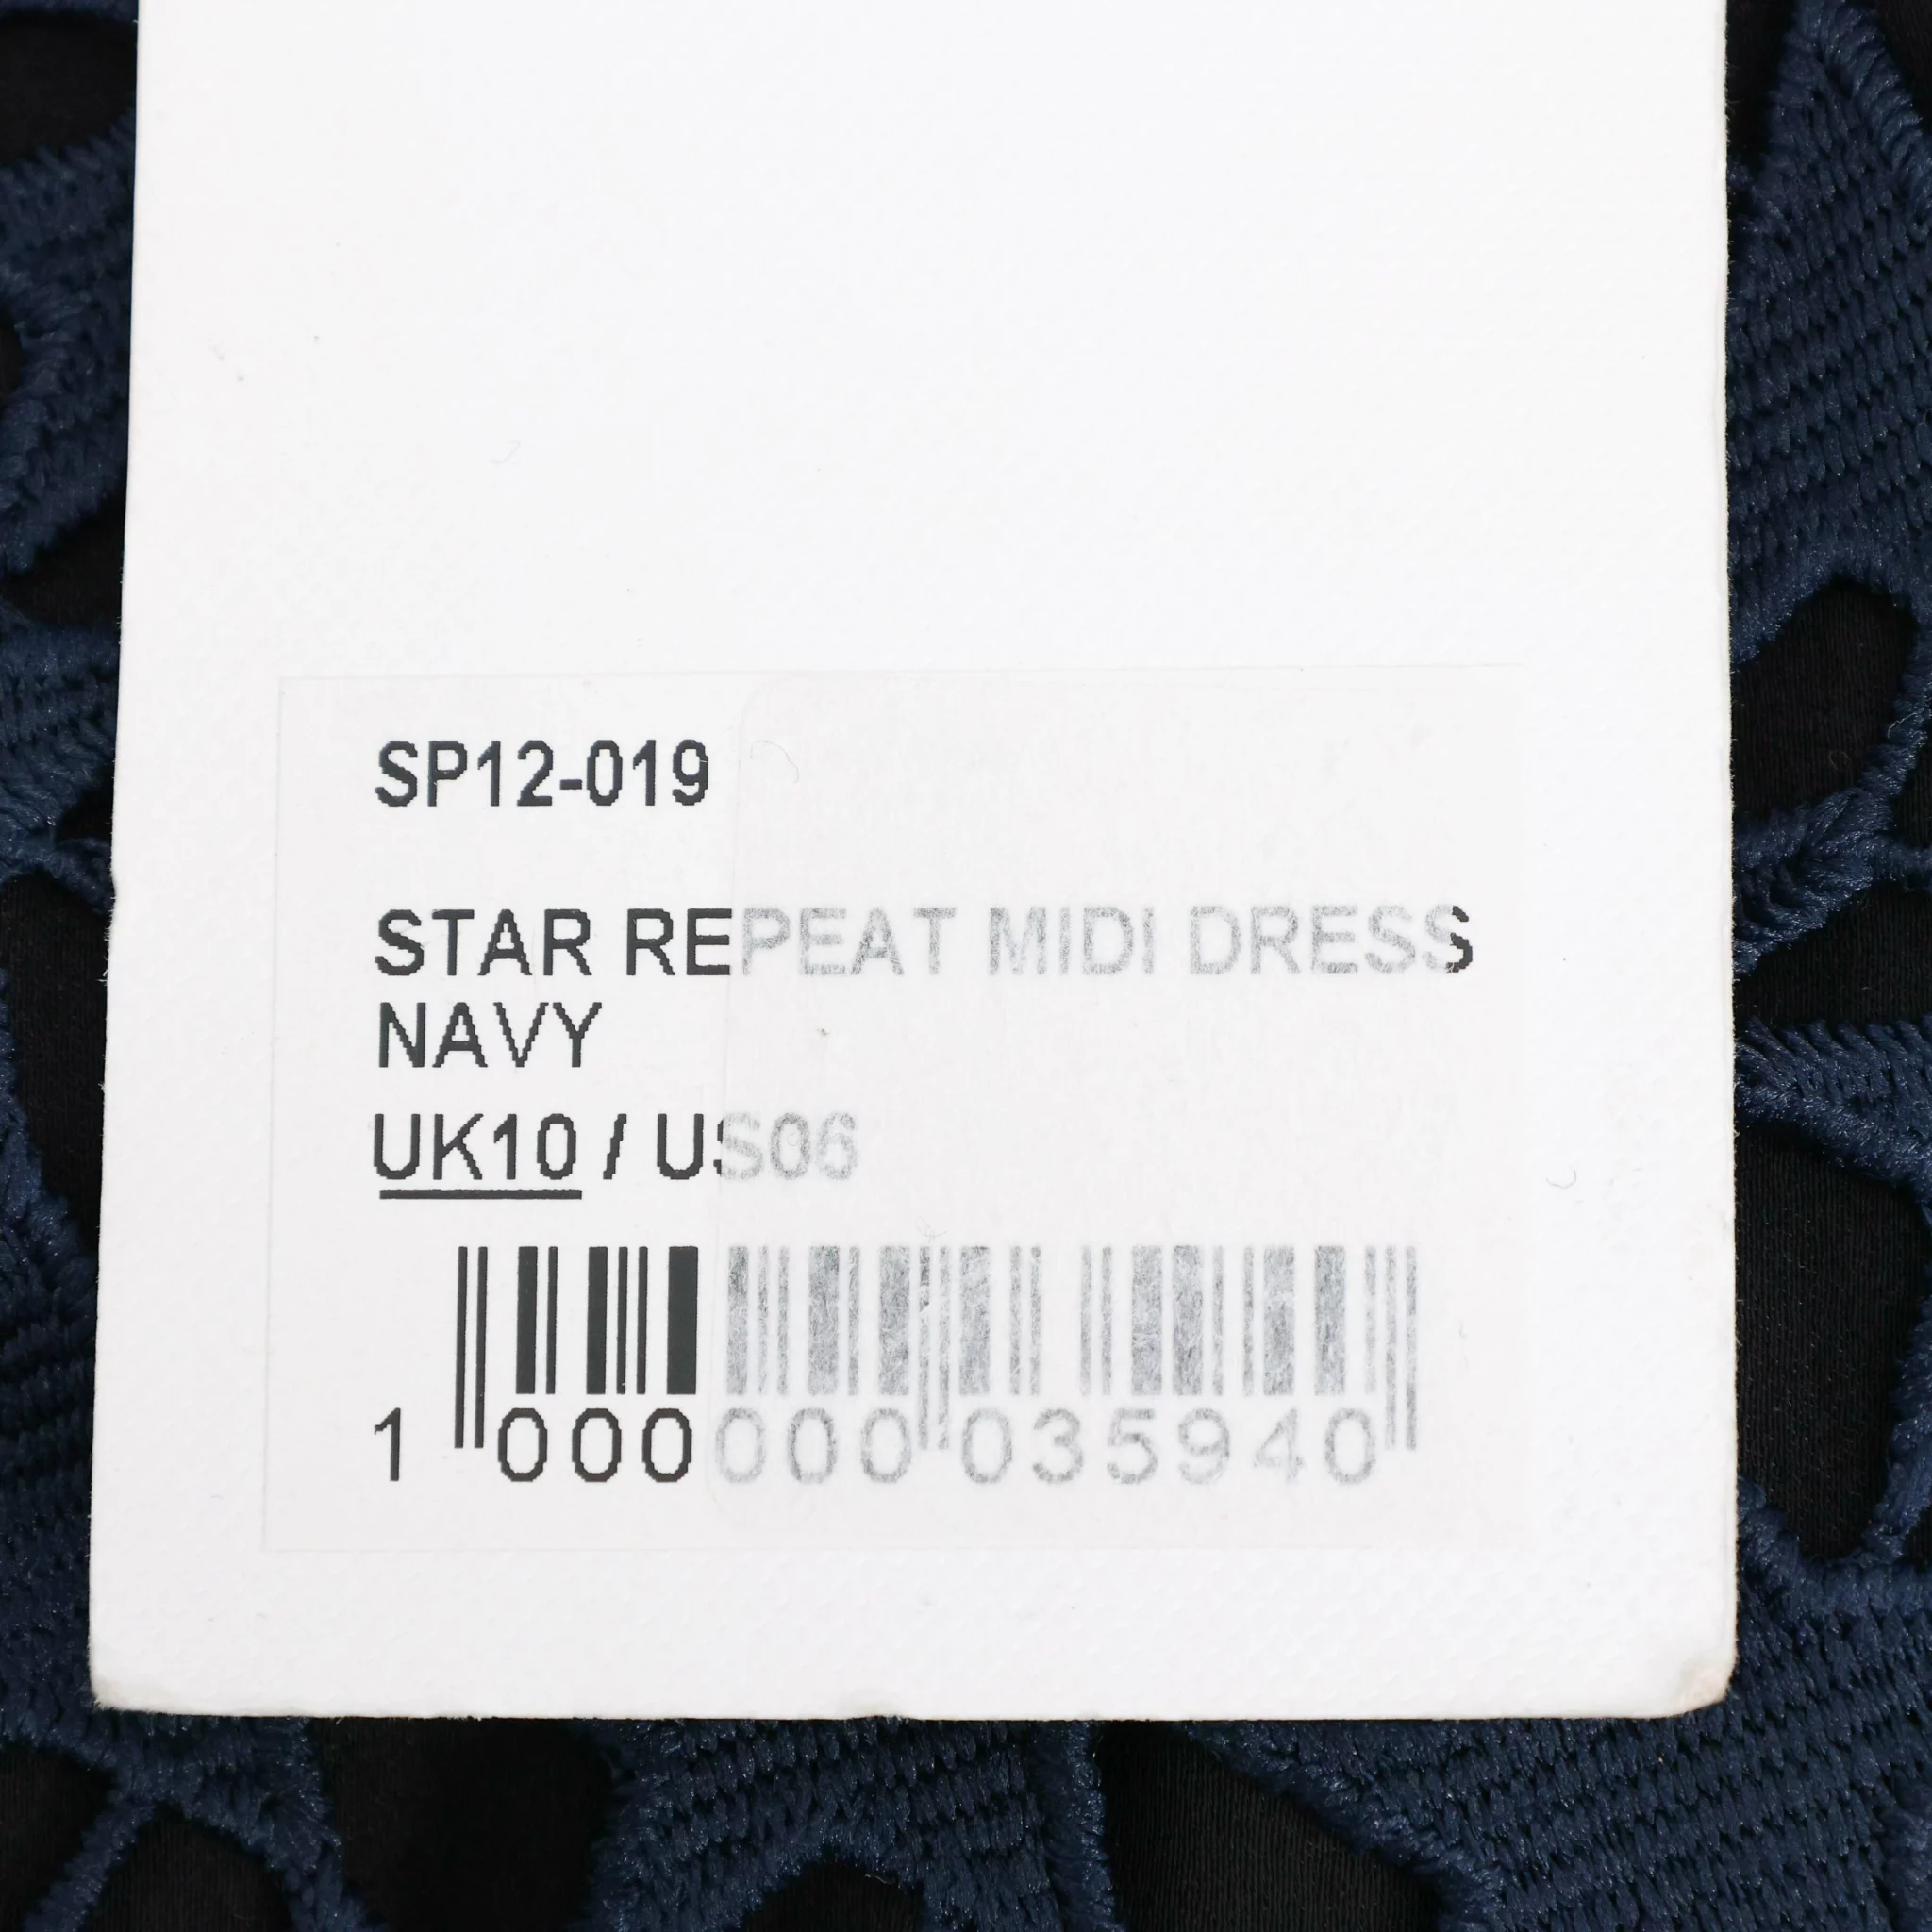 SP12-019
STAR REPEAT MIDI DRESS
NAVY
UK10 / US06
1 000000 035940